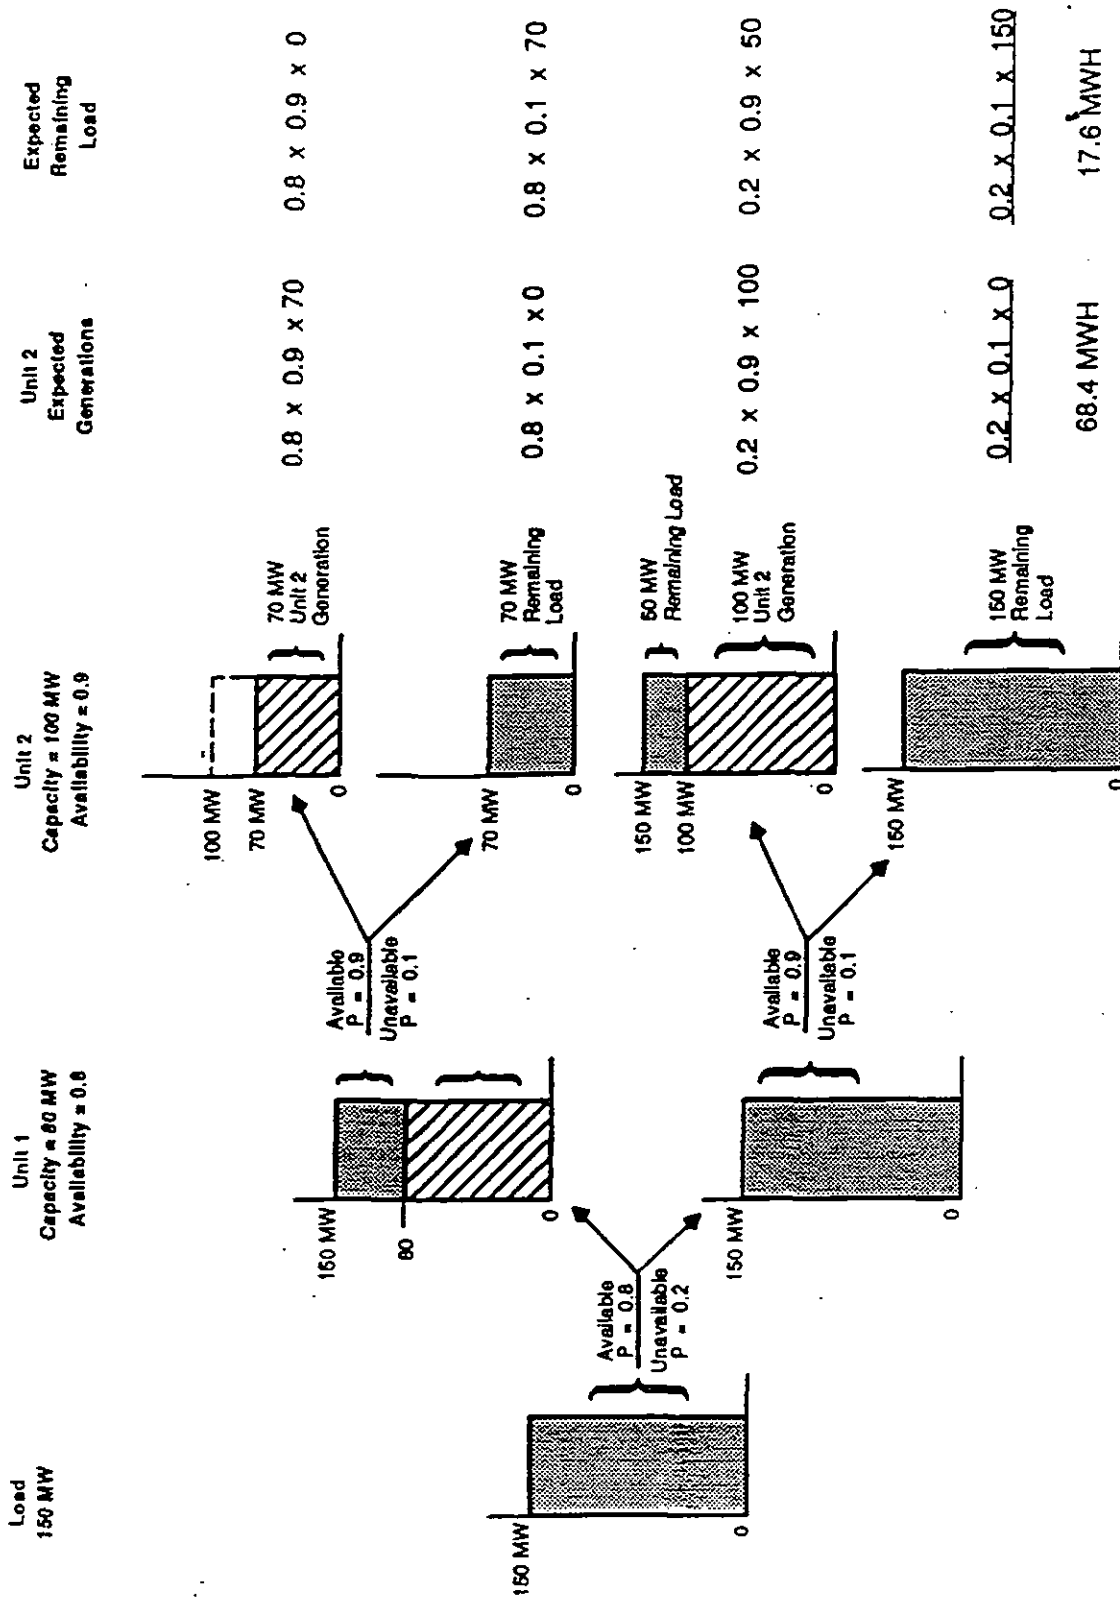 Load
150 MW
Unit 1
Capacity = 80 MW
Availability = 0.8
Unit 2
Capacity = 100 MW
Availability = 0.9
Unit 2
Expected
Generations
Expected
Remaining
Load
150 MW
0
Available
P = 0.8
Unavailable
P = 0.2
150 MW
80
0
150 MW
0
Available
P = 0.9
Unavailable
P = 0.1
Available
P = 0.9
Unavailable
P = 0.1
100 MW
70 MW
0
70 MW
Unit 2
Generation
0.8 x 0.9 x 70
0.8 x 0.9 x 0
70 MW
0
70 MW
Remaining
Load
0.8 x 0.1 x 0
0.8 x 0.1 x 70
150 MW
100 MW
0
50 MW
Remaining Load
100 MW
Unit 2
Generation
0.2 x 0.9 x 100
0.2 x 0.9 x 50
150 MW
0
150 MW
Remaining
Load
0.2 x 0.1 x 0
0.2 x 0.1 x 150
68.4 MWH
17.6 MWH